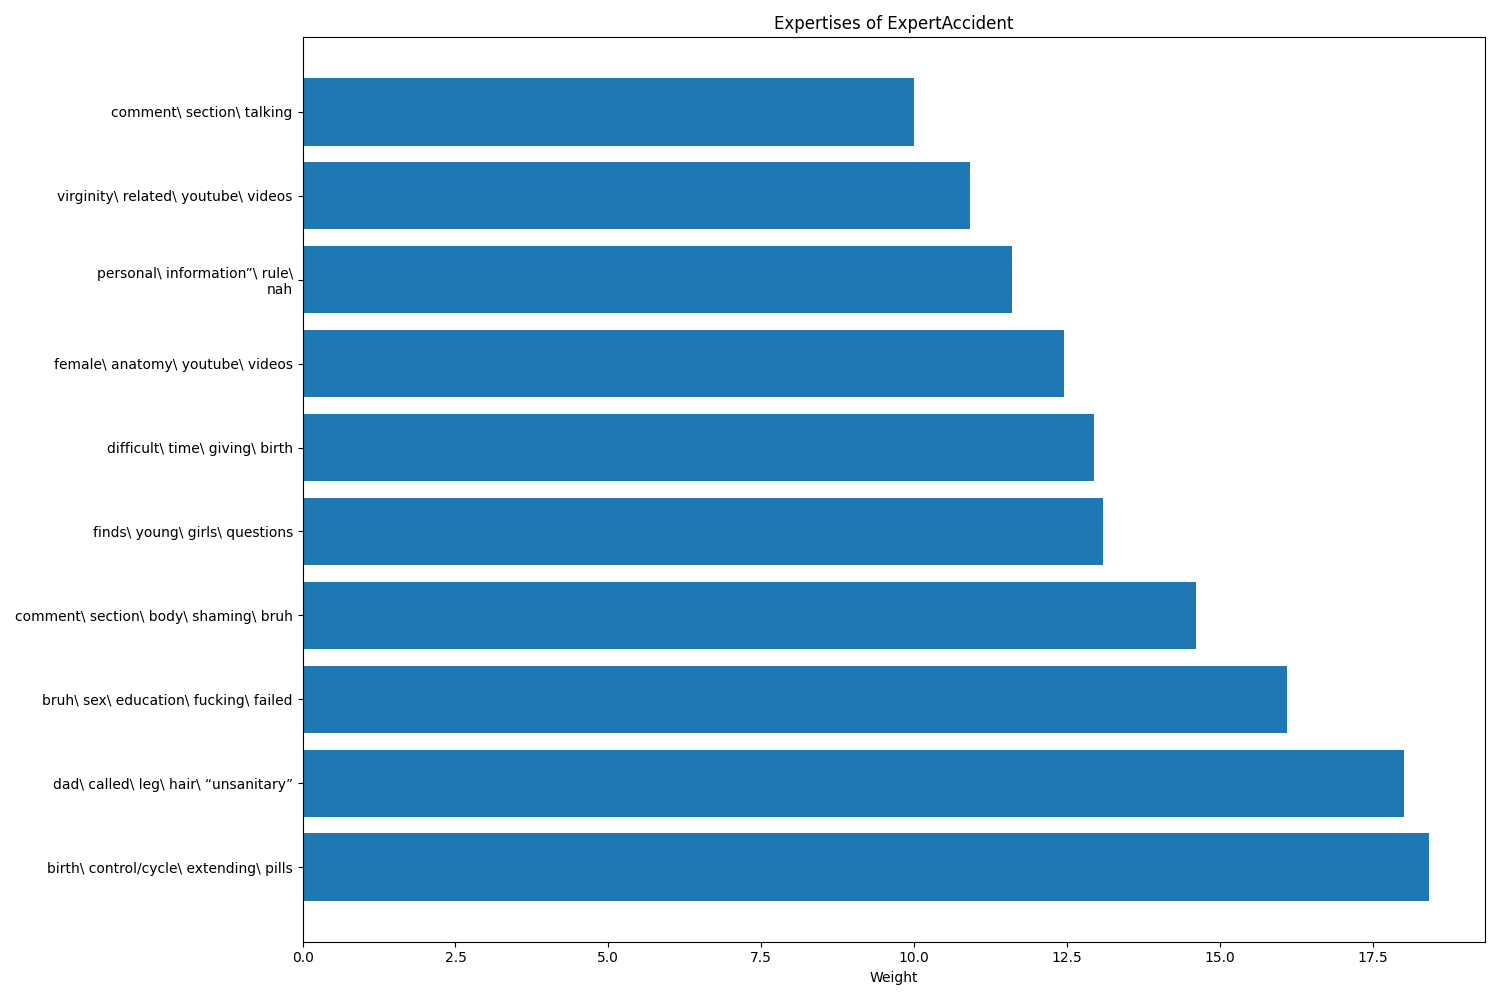 Expertises of ExpertAccident
comment\ section\ talking
virginity\ related\ youtube\ videos
personal\ information”\ rule\
nah
female\ anatomy\ youtube\ videos
difficult\ time\ giving\ birth
finds\ young\ girls\ questions
comment\ section\ body\ shaming\ bruh
bruh\ sex\ education\ fucking\ failed
dad\ called\ leg\ hair\ “unsanitary”
birth\ control/cycle\ extending\ pills
0.0 2.5 5.0 7.5 10.0 12.5 15.0 17.5
Weight